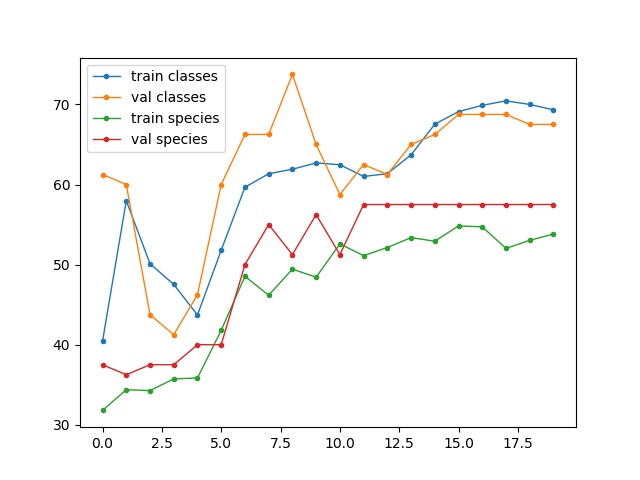 train classes
val classes
train species
val species
70
60
50
40
30
0.0 2.5 5.0 7.5 10.0 12.5 15.0 17.5